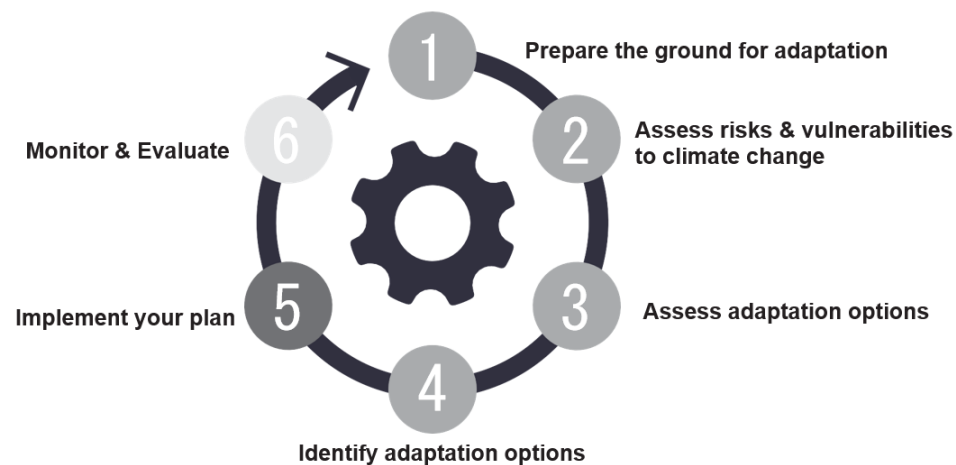 1
Prepare the ground for adaptation
2
Assess risks & vulnerabilities
to climate change
3
Assess adaptation options
4
Identify adaptation options
5
Implement your plan
6
Monitor & Evaluate